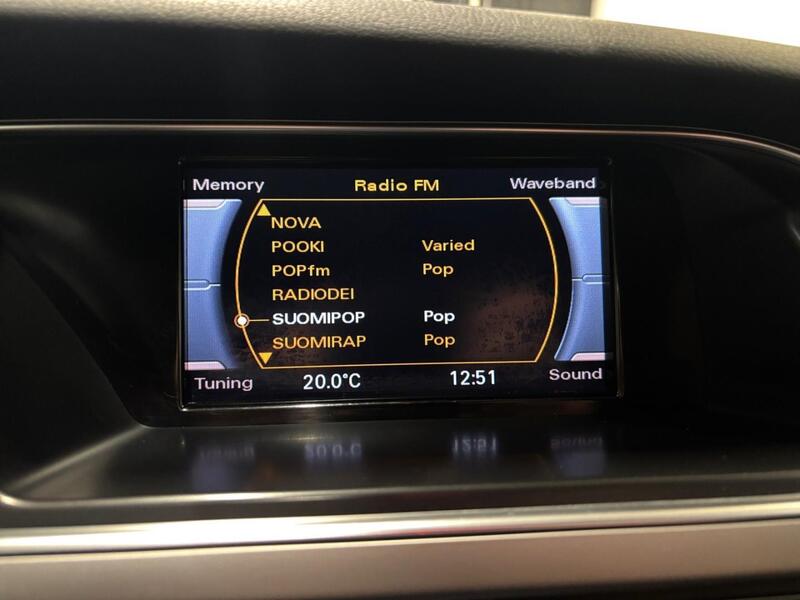 Memory Radio FM Waveband
NOVA
POOKI Varied
POPfm Pop
RADIODEI
SUOMIPOP Pop
SUOMIRAP Pop
Tuning 20.0°C 12:51 Sound